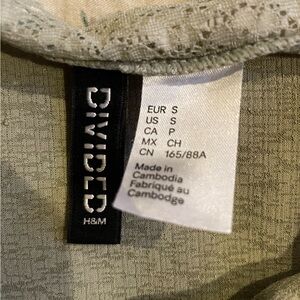 DIVIDED
H&M
EUR S
US S
CA P
MX CH
CN 165/88A
Made in
Cambodia
Fabriqué au
Cambodge